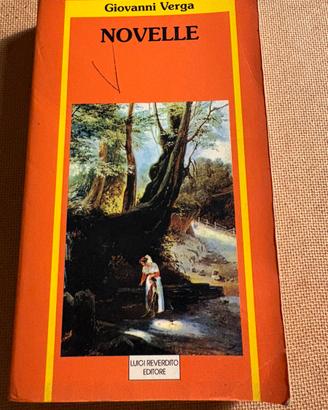 Giovanni Verga
NOVELLE
LUIGI REVERDITO
EDITORE